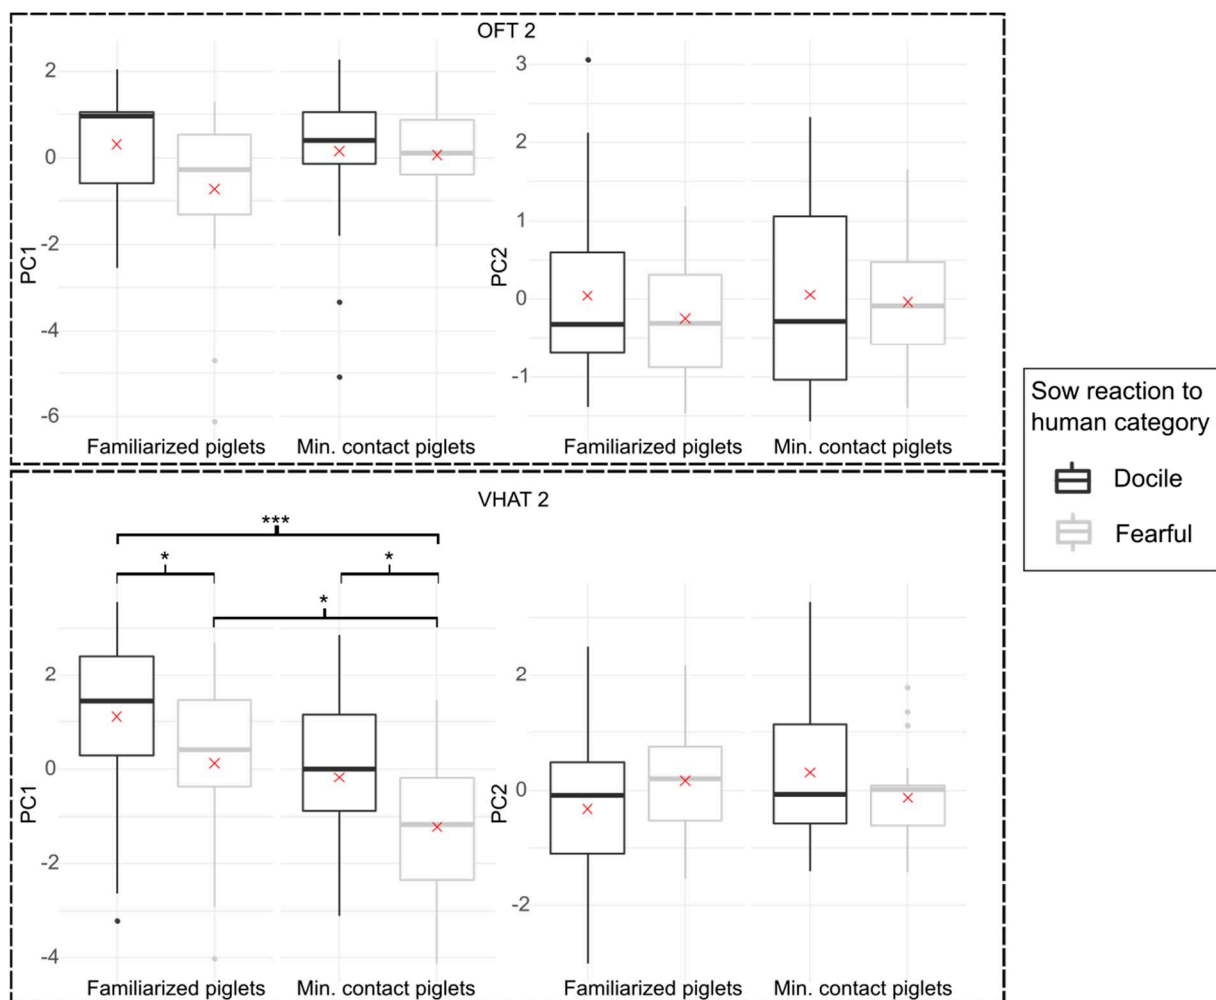 OFT 2
PC1
2
0
-2
-4
-6
Familiarized piglets
Min. contact piglets
PC2
3
2
1
0
-1
Familiarized piglets
Min. contact piglets
VHAT 2
***
*
*
*
PC1
2
0
-2
-4
Familiarized piglets
Min. contact piglets
PC2
2
0
-2
Familiarized piglets
Min. contact piglets
Sow reaction to
human category
Docile
Fearful